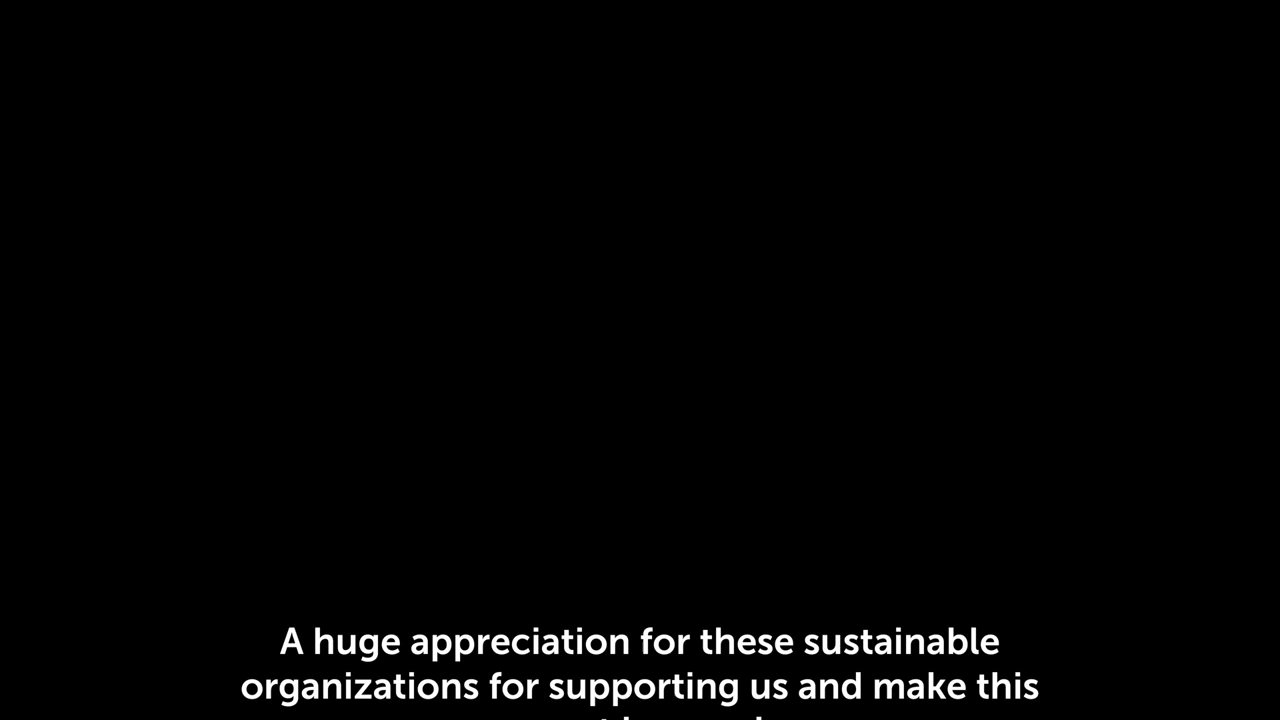 A huge appreciation for these sustainable
organizations for supporting us and make this